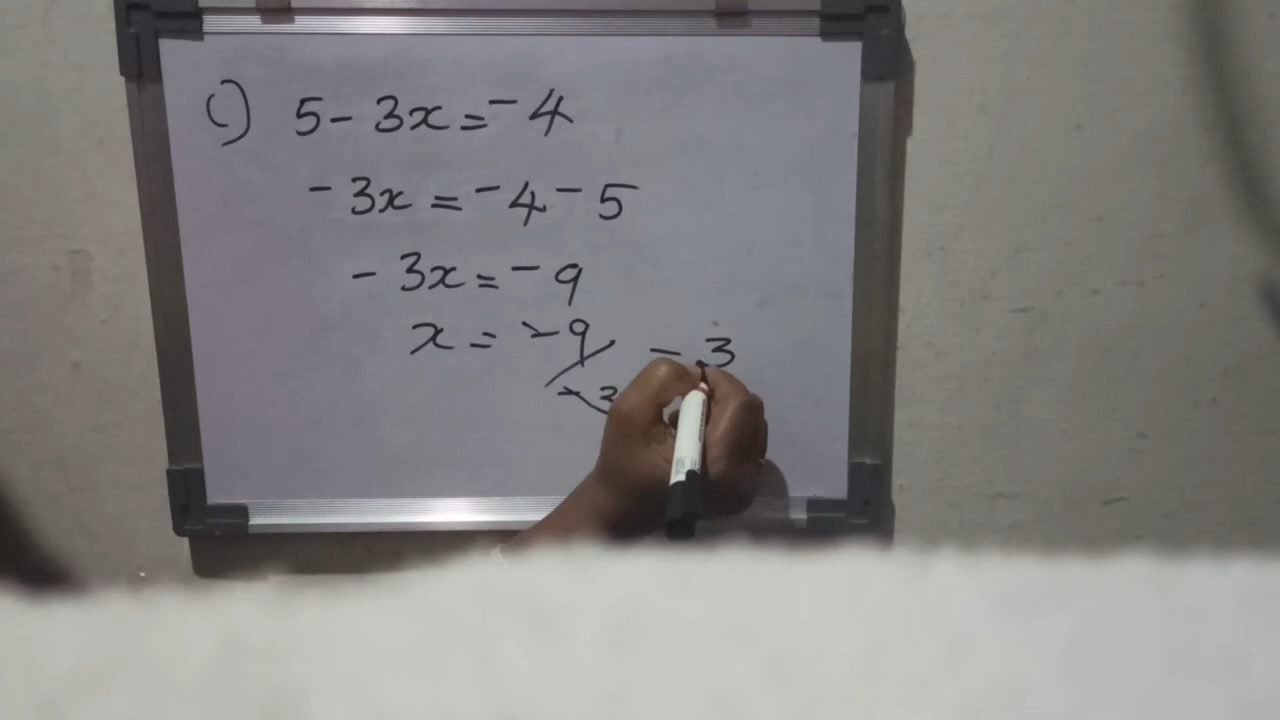 c) 5 - 3x = -4
-3x = -4 - 5
-3x = -9
x = -9
-3
-3